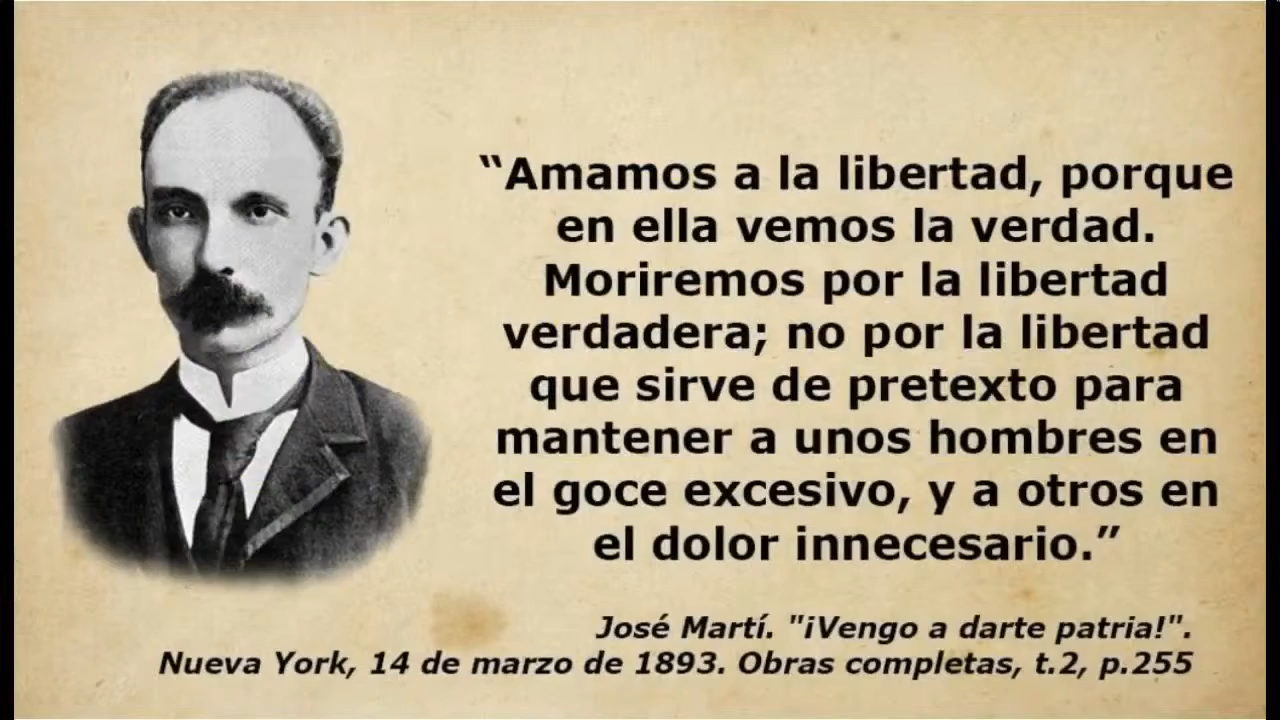 “Amamos a la libertad, porque
en ella vemos la verdad.
Moriremos por la libertad
verdadera; no por la libertad
que sirve de pretexto para
mantener a unos hombres en
el goce excesivo, y a otros en
el dolor innecesario.”
José Martí. "¡Vengo a darte patria!".
Nueva York, 14 de marzo de 1893. Obras completas, t.2, p.255